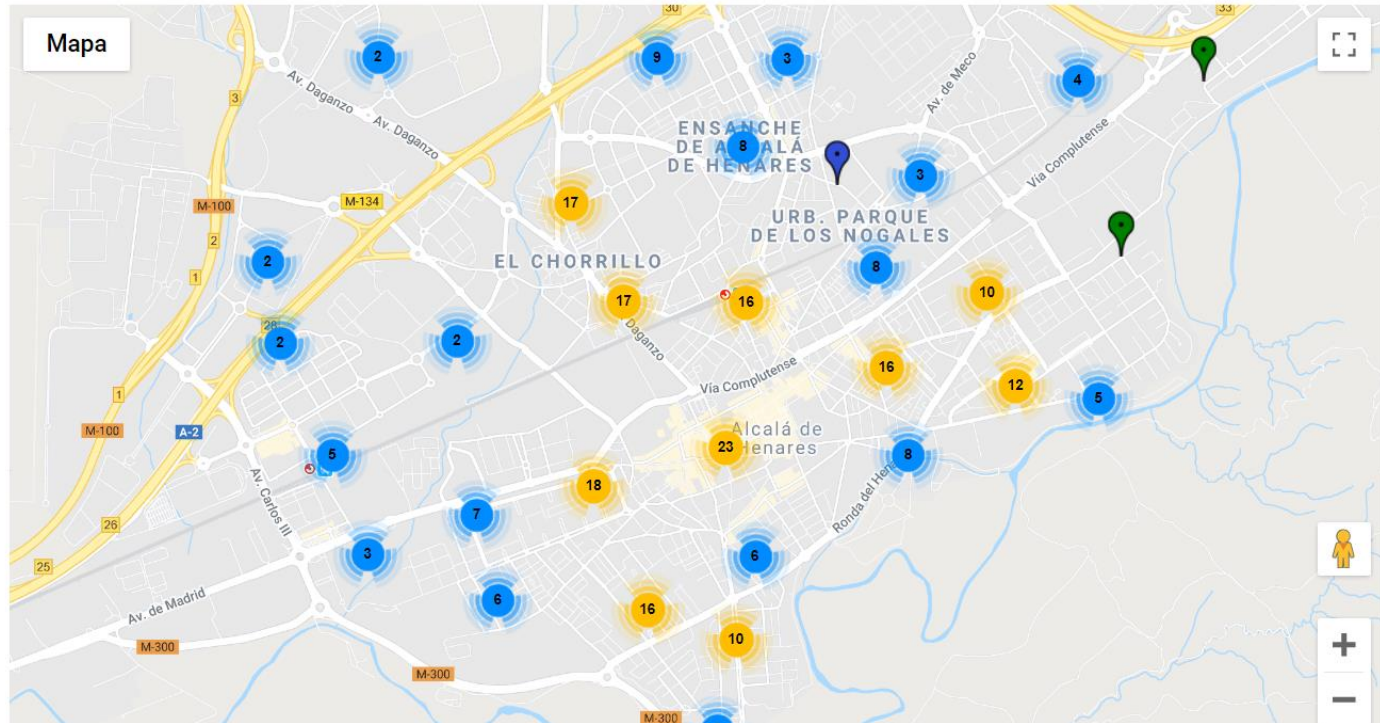 Mapa
30
33
2
9
3
4
3
Av. Daganzo
Av. Daganzo
Av. de Meco
ENSANCHE
DE ALCALÁ
DE HENARES
8
Vía Complutense
3
17
M-134
M-100
URB. PARQUE
DE LOS NOGALES
2
1
2
EL CHORRILLO
8
10
17
16
28
2
2
Daganzo
Vía Complutense
16
12
5
1
M-100
A-2
Alcalá de
Henares
23
5
8
18
Av. Carlos III
Ronda del Hen
26
7
3
6
25
Av. de Madrid
6
16
10
M-300
M-300
M-300